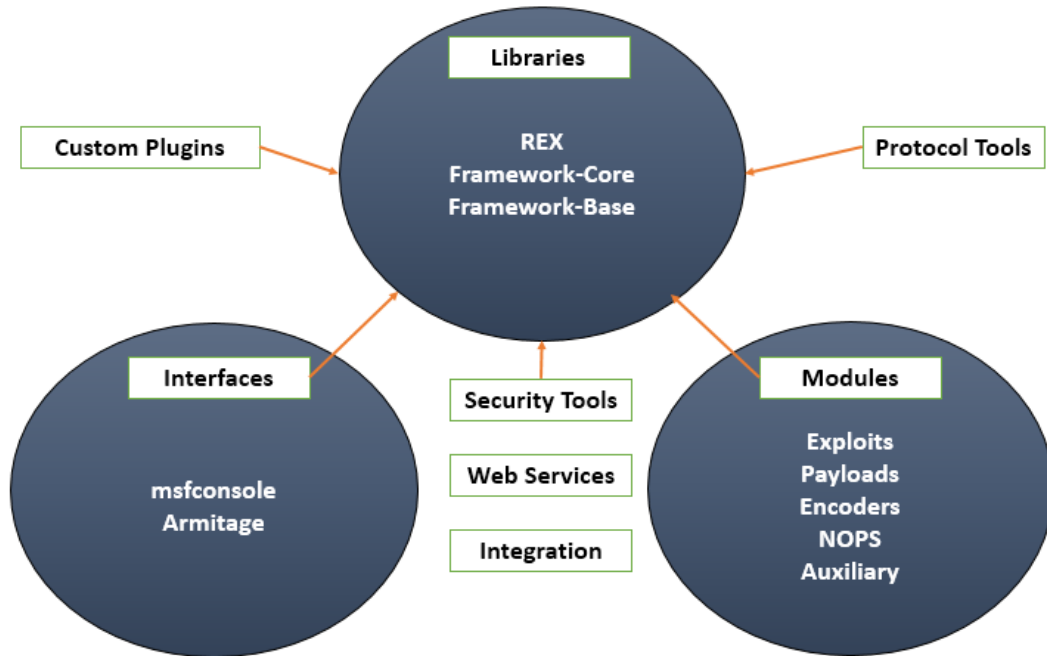 Libraries
REX
Framework-Core
Framework-Base
Custom Plugins
Protocol Tools
Interfaces
msfconsole
Armitage
Security Tools
Web Services
Integration
Modules
Exploits
Payloads
Encoders
NOPS
Auxiliary